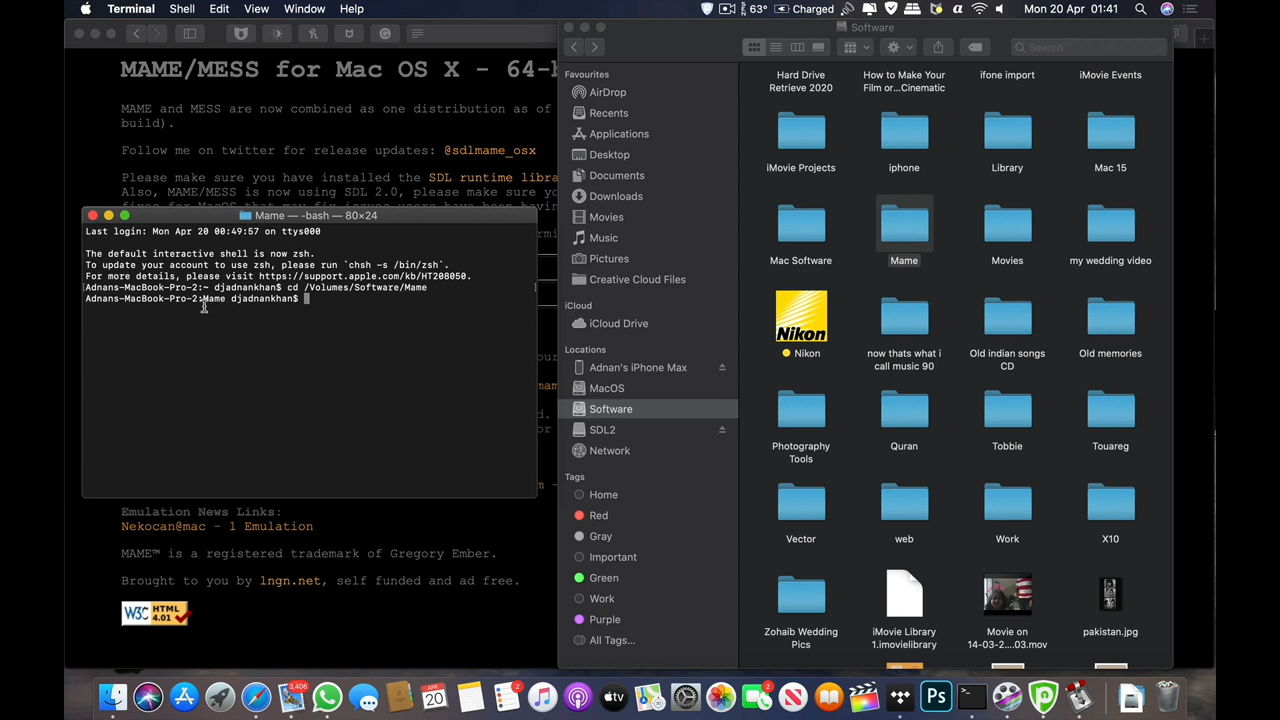 Terminal Shell Edit View Window Help
63° Charged Mon 20 Apr 01:41
MAME/MESS for Mac OS X - 64-
MAME and MESS are now combined as one distribution as of
build).
Follow me on twitter for release updates: @sdlmame_osx
Please make sure you have installed the SDL runtime libra
Also, MAME/MESS is now using SDL 2.0, please make sure yo
Mame — -bash — 80×24
Last login: Mon Apr 20 00:49:57 on ttys000
The default interactive shell is now zsh.
To update your account to use zsh, please run `chsh -s /bin/zsh`.
For more details, please visit https://support.apple.com/kb/HT208050.
[Adnans-MacBook-Pro-2:~ djadnankhan$ cd /Volumes/Software/Mame ]
Adnans-MacBook-Pro-2:Mame djadnankhan$
Emulation News Links:
Nekocan@mac - 1 Emulation
MAME™ is a registered trademark of Gregory Ember.
Brought to you by lngn.net, self funded and ad free.
W3C HTML
4.01
Software
Search
Favourites
AirDrop
Recents
Applications
Desktop
Documents
Downloads
Movies
Music
Pictures
Creative Cloud Files
iCloud
iCloud Drive
Locations
Adnan's iPhone Max
MacOS
Software
SDL2
Network
Tags
Home
Red
Gray
Important
Green
Work
Purple
All Tags...
Hard Drive
Retrieve 2020
How to Make Your
Film or...Cinematic
ifone import
iMovie Events
iMovie Projects
iphone
Library
Mac 15
Mac Software
Mame
Movies
my wedding video
Nikon
Nikon
now thats what i
call music 90
Old indian songs
CD
Old memories
Photography
Tools
Quran
Tobbie
Touareg
Vector
web
Work
X10
Zohaib Wedding
Pics
iMovie Library
1.imovielibrary
Movie on
14-03-2....03.mov
pakistan.jpg
3,406
APR
20
2
tv
2
Ps